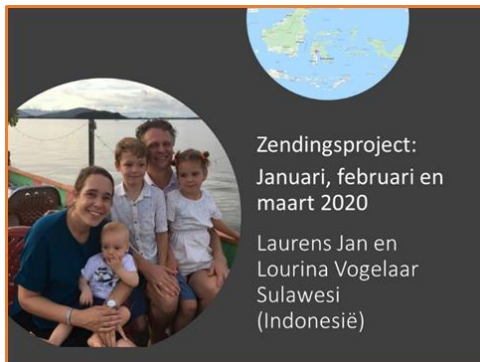 Zendingsproject:
Januari, februari en
maart 2020
Laurens Jan en
Lourina Vogelaar
Sulawesi
(Indonesië)